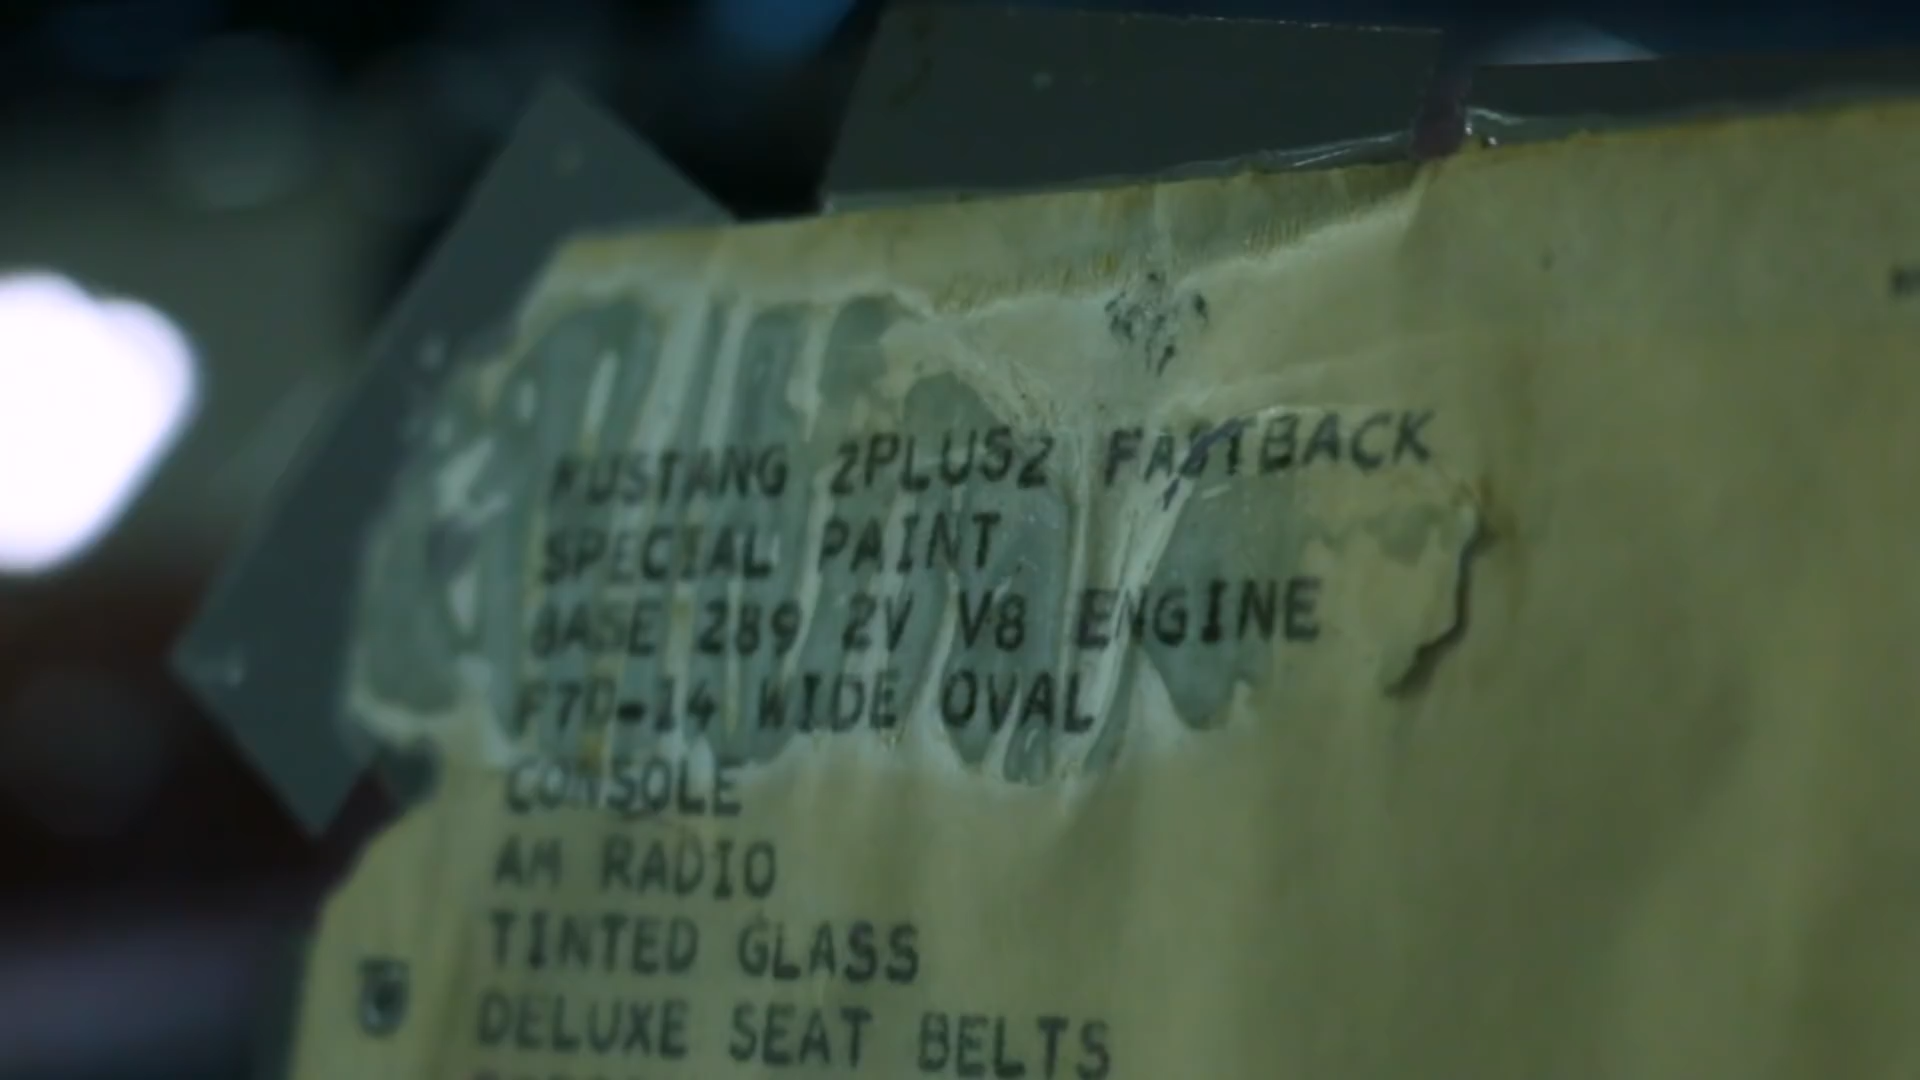 MUSTANG 2PLUS2 FASTBACK
SPECIAL PAINT
BASE 289 2V V8 ENGINE
F70-14 WIDE OVAL
CONSOLE
AM RADIO
TINTED GLASS
DELUXE SEAT BELTS